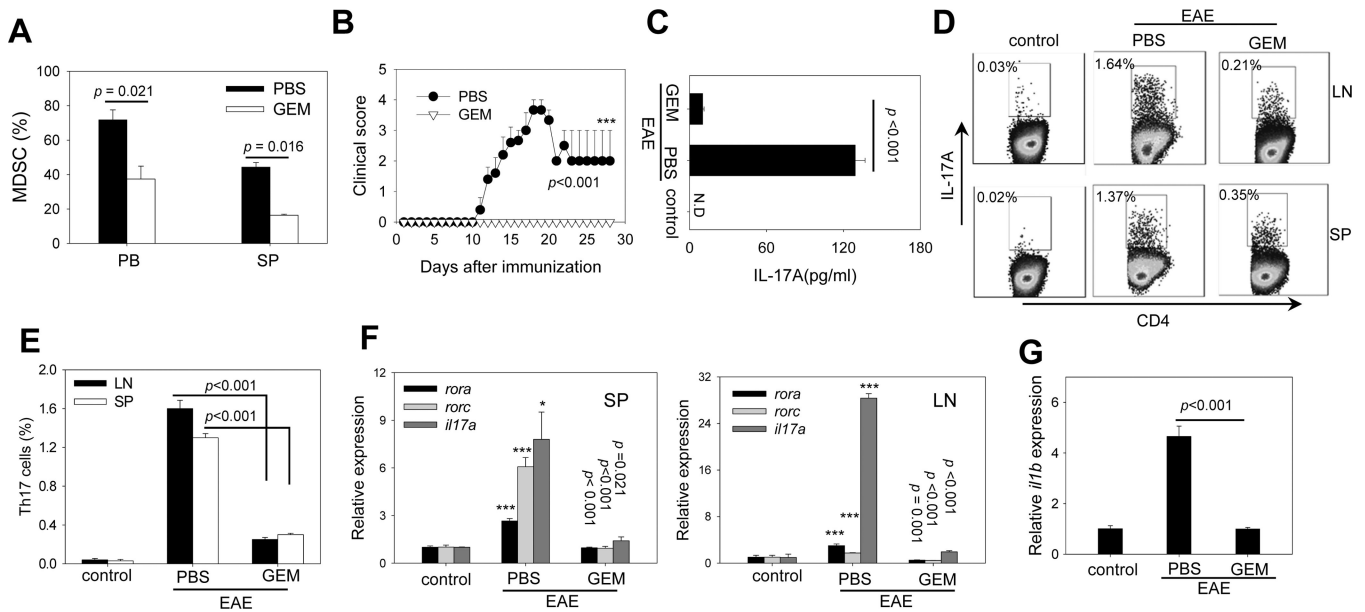 A
MDSC (%)
100
80
60
40
20
0
p = 0.021
p = 0.016
PBS
GEM
PB
SP
B
Clinical score
5
4
3
2
1
0
PBS
GEM
***
p<0.001
0
5
10
15
20
25
30
Days after immunization
C
EAE
GEM
PBS
control
N.D
p <0.001
0
60
120
180
IL-17A(pg/ml)
D
EAE
control
PBS
GEM
0.03%
1.64%
0.21%
LN
0.02%
1.37%
0.35%
SP
IL-17A
CD4
E
Th17 cells (%)
2.0
1.6
1.2
0.8
0.4
0.0
LN
SP
p<0.001
p<0.001
control
PBS
GEM
EAE
F
Relative expression
12
9
6
3
0
rora
rorc
il17a
SP
***
***
*
p< 0.001
p<0.001
p =0.021
control
PBS
GEM
EAE
Relative expression
32
24
16
8
0
rora
rorc
il17a
LN
***
***
***
p = 0.001
p <0.001
p <0.001
control
PBS
GEM
EAE
G
Relative il1b expression
6
4
2
0
p<0.001
control
PBS
GEM
EAE